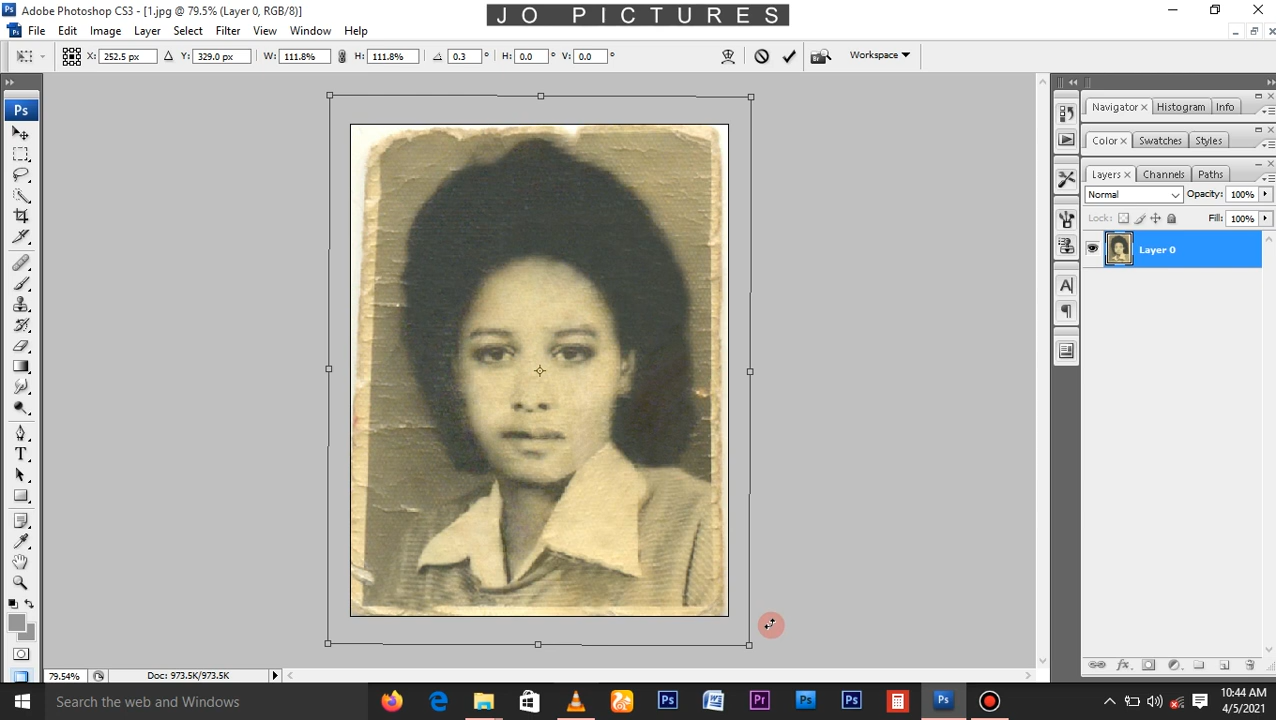 Adobe Photoshop CS3 - [1.jpg @ 79.5% (Layer 0, RGB/8)]
JO PICTURES
File Edit Image Layer Select Filter View Window Help
X: 252.5 px Y: 329.0 px W: 111.8% H: 111.8% 0.3 ° H: 0.0 ° V: 0.0 ° Workspace
Ps
Navigator Histogram Info
Color Swatches Styles
Layers Channels Paths
Normal Opacity: 100%
Lock: Fill: 100%
Layer 0
79.54% Doc: 973.5K/973.5K
Search the web and Windows
10:44 AM
4/5/2021